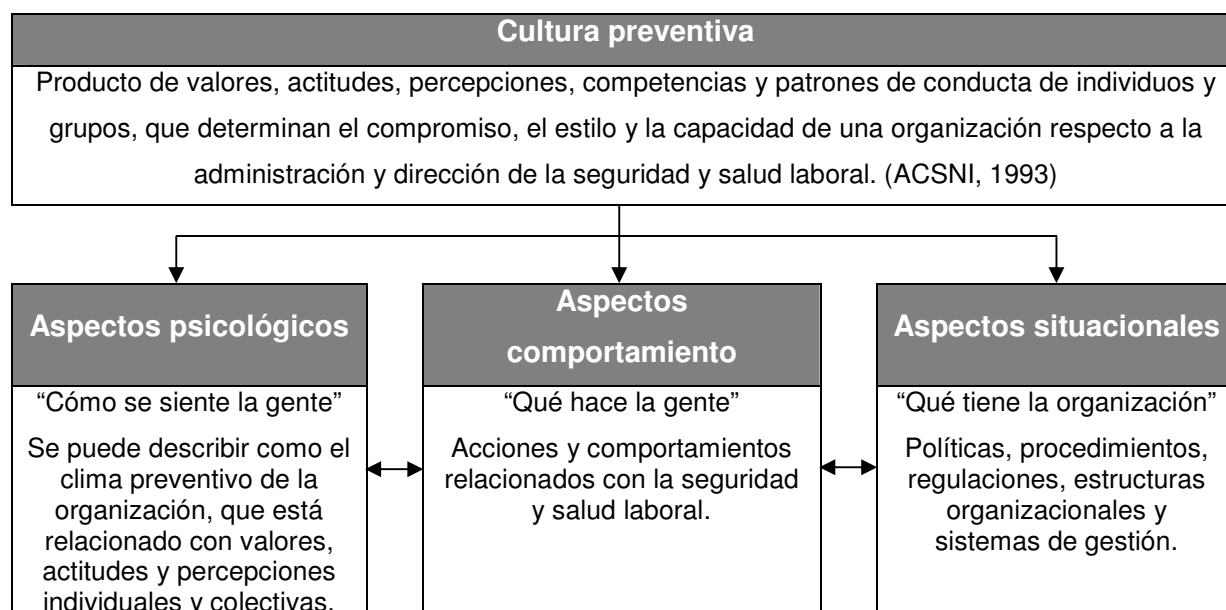 Cultura preventiva
Producto de valores, actitudes, percepciones, competencias y patrones de conducta de individuos y
grupos, que determinan el compromiso, el estilo y la capacidad de una organización respecto a la
administración y dirección de la seguridad y salud laboral. (ACSNI, 1993)
Aspectos psicológicos
“Cómo se siente la gente”
Se puede describir como el
clima preventivo de la
organización, que está
relacionado con valores,
actitudes y percepciones
individuales y colectivas.
Aspectos
comportamiento
“Qué hace la gente”
Acciones y comportamientos
relacionados con la seguridad
y salud laboral.
Aspectos situacionales
“Qué tiene la organización”
Políticas, procedimientos,
regulaciones, estructuras
organizacionales y
sistemas de gestión.